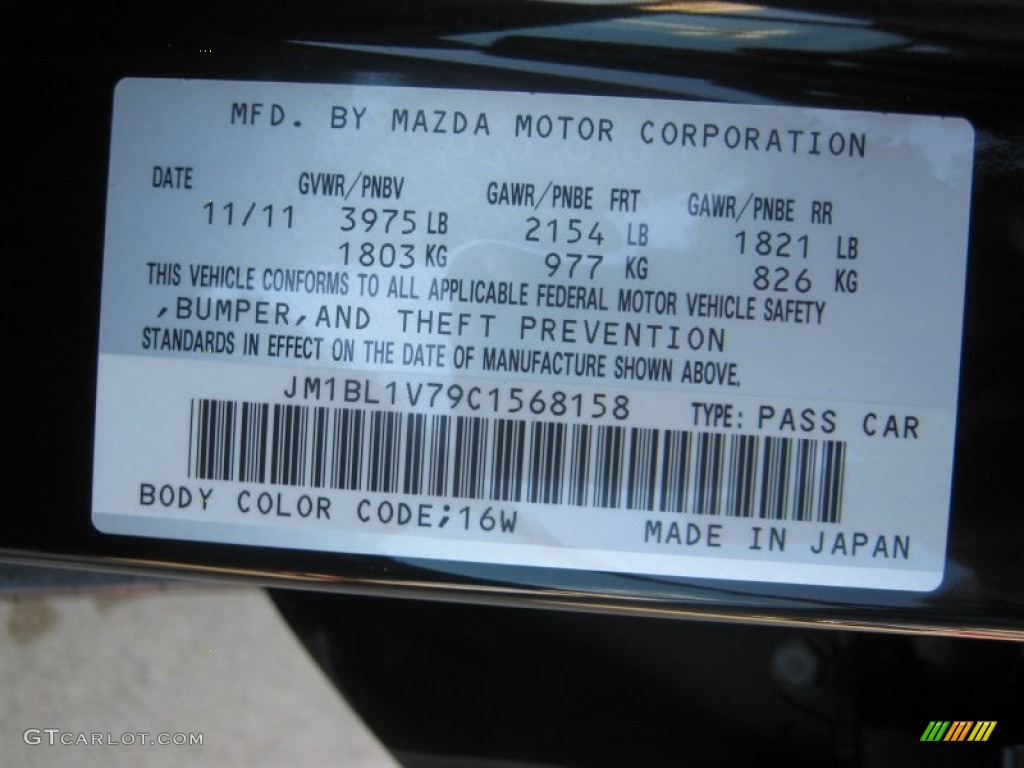 MFD. BY MAZDA MOTOR CORPORATION
DATE GVWR/PNBV GAWR/PNBE FRT GAWR/PNBE RR
11/11 3975 LB 2154 LB 1821 LB
1803 KG 977 KG 826 KG
THIS VEHICLE CONFORMS TO ALL APPLICABLE FEDERAL MOTOR VEHICLE SAFETY
,BUMPER,AND THEFT PREVENTION
STANDARDS IN EFFECT ON THE DATE OF MANUFACTURE SHOWN ABOVE.
JM1BL1V79C1568158 TYPE: PASS CAR
BODY COLOR CODE;16W MADE IN JAPAN
GTCARLOT.COM